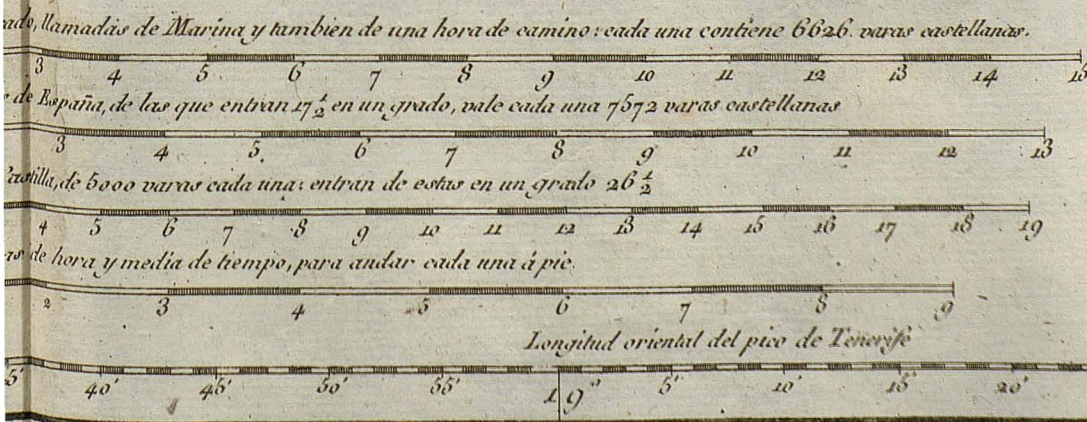 ado, llamadas de Marina y tambien de una hora de camino: cada una contiene 6626. varas castellanas.
3 4 5 6 7 8 9 10 11 12 13 14 15
de España, de las que entran 17 1/2 en un grado, vale cada una 7572 varas castellanas
3 4 5 6 7 8 9 10 11 12 13
Castilla, de 5000 varas cada una: entran de estas en un grado 26 1/2
4 5 6 7 8 9 10 11 12 13 14 15 16 17 18 19
as de hora y media de tiempo, para andar cada una á pie.
2 3 4 5 6 7 8 9
Longitud oriental del pico de Tenerife
5' 40' 45' 50' 55' 19° 5' 10' 15' 20'